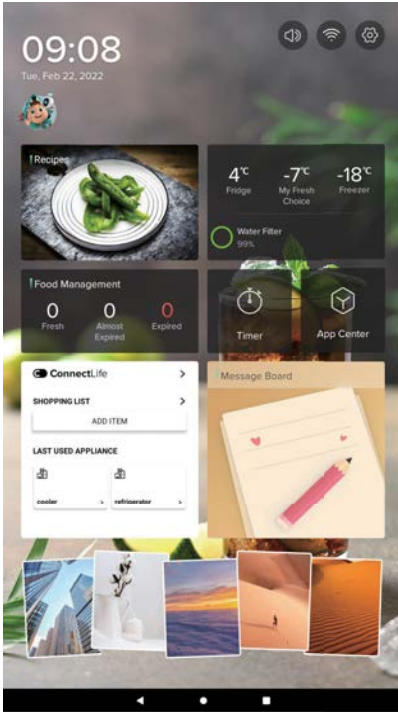 09:08
Tue, Feb 22, 2022
Recipes
4°C
-7°C
-18°C
Fridge
My Fresh Choice
Freezer
Water Filter
99%
Food Management
0
0
0
Fresh
Almost Expired
Expired
Timer
App Center
ConnectLife
SHOPPING LIST
ADD ITEM
LAST USED APPLIANCE
cooler
refrigerator
Message Board